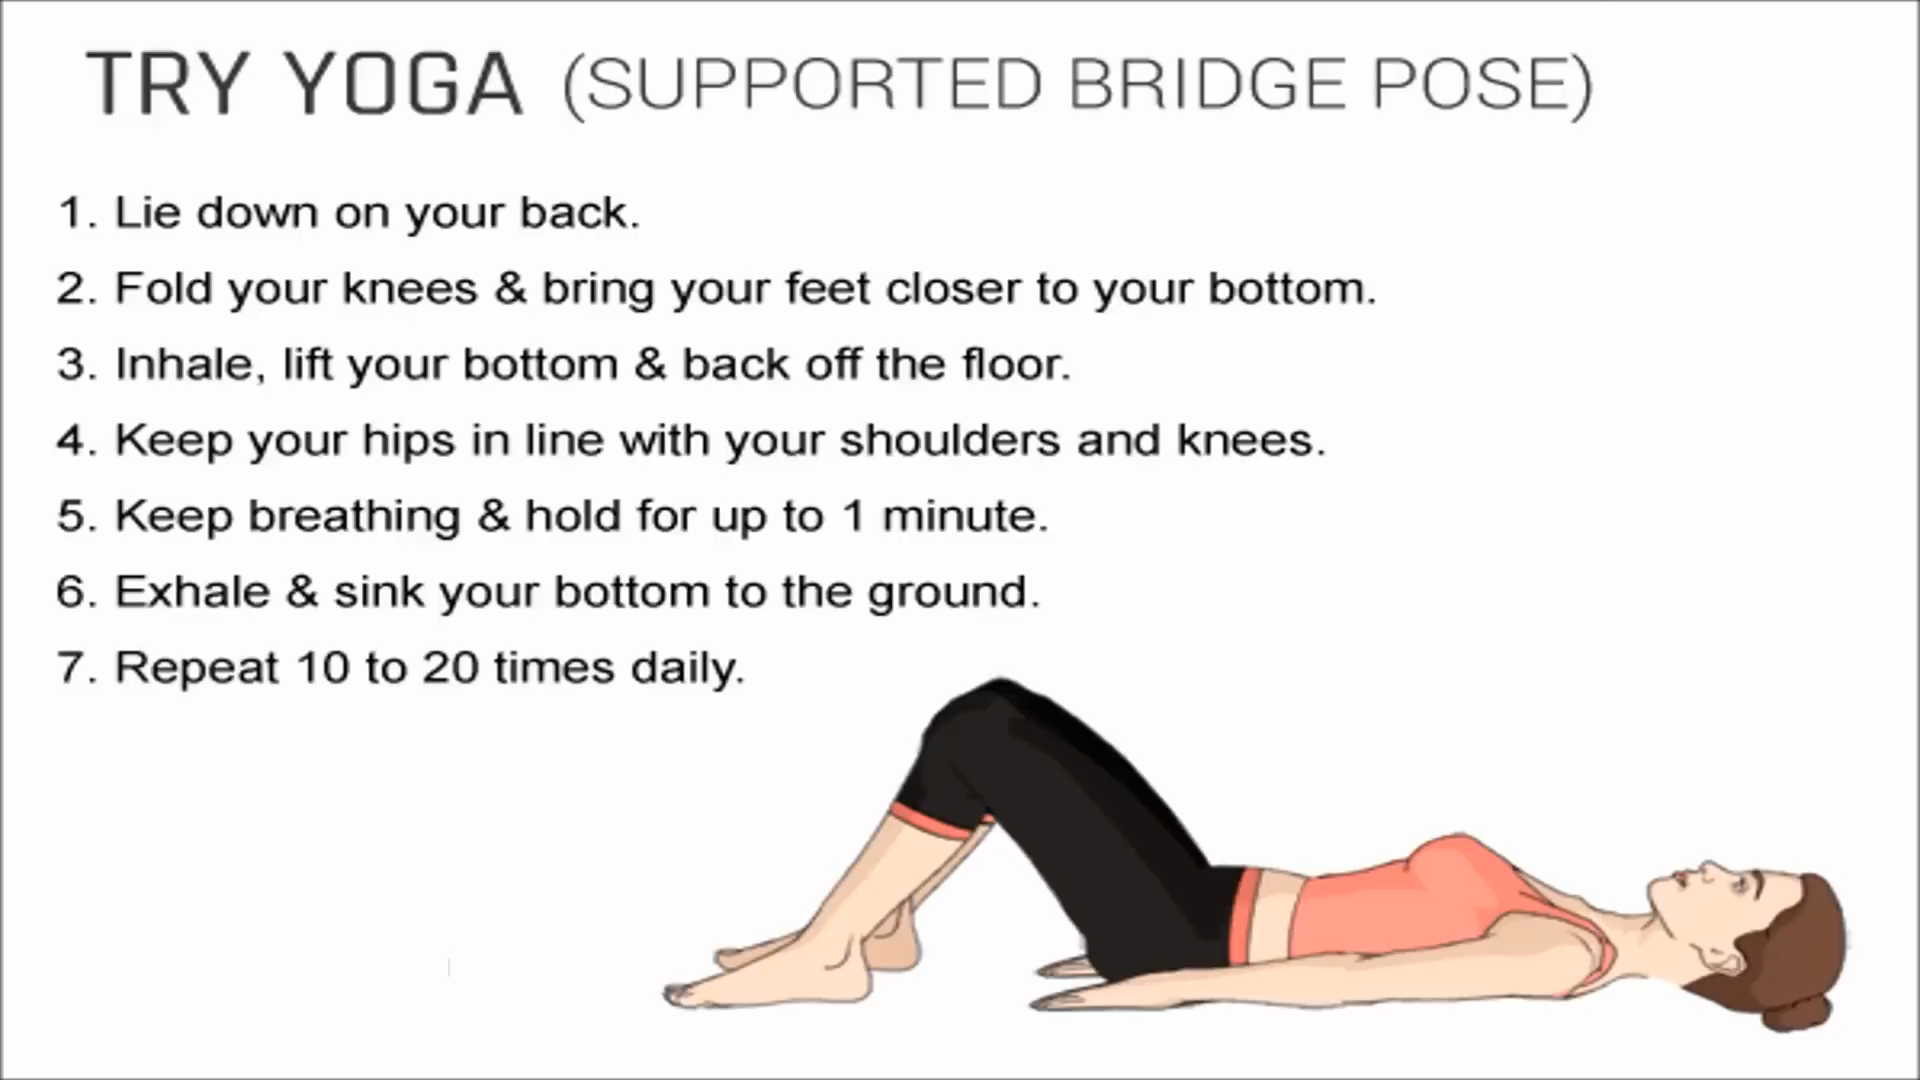 TRY YOGA (SUPPORTED BRIDGE POSE)
1. Lie down on your back.
2. Fold your knees & bring your feet closer to your bottom.
3. Inhale, lift your bottom & back off the floor.
4. Keep your hips in line with your shoulders and knees.
5. Keep breathing & hold for up to 1 minute.
6. Exhale & sink your bottom to the ground.
7. Repeat 10 to 20 times daily.